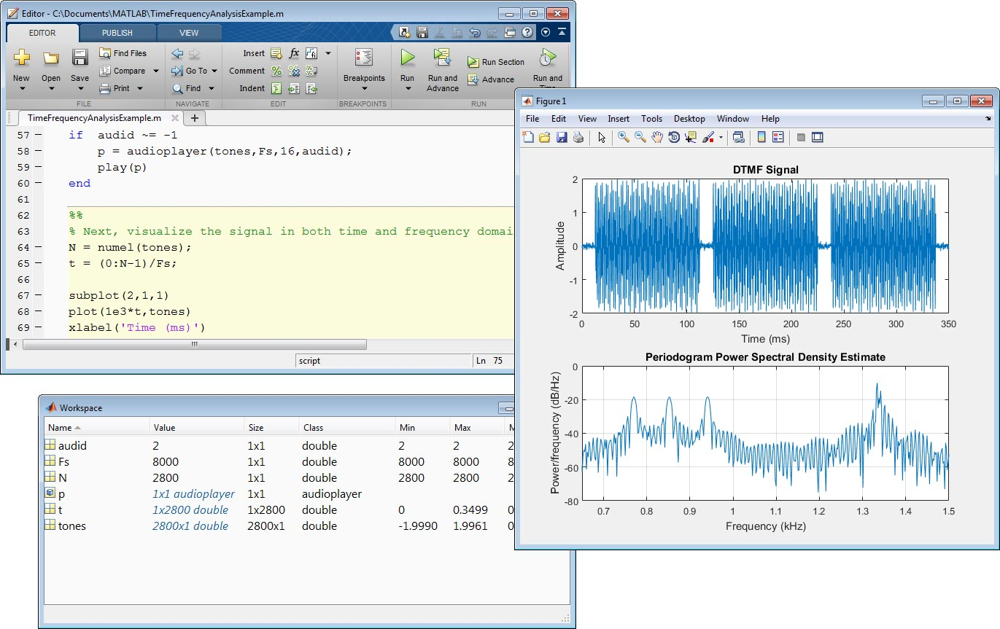 Editor - C:\Documents\MATLAB\TimeFrequencyAnalysisExample.m
EDITOR PUBLISH VIEW
New Open Save Find Files Compare Print
FILE
Go To Find
NAVIGATE
Insert fx fi
Comment % % %
Indent
EDIT
Breakpoints
BREAKPOINTS
Run Run and Advance Run Section Advance Run and
RUN
TimeFrequencyAnalysisExample.m × +
57 – if audid ~= -1
58 – p = audioplayer(tones,Fs,16,audid);
59 – play(p)
60 – end
61
62 %%
63 % Next, visualize the signal in both time and frequency domai
64 – N = numel(tones);
65 – t = (0:N-1)/Fs;
66
67 – subplot(2,1,1)
68 – plot(1e3*t,tones)
69 – xlabel('Time (ms)')
script Ln 75
Workspace
Name Value Size Class Min Max M
audid 2 1x1 double 2 2 2
Fs 8000 1x1 double 8000 8000 8
N 2800 1x1 double 2800 2800 2
p 1x1 audioplayer 1x1 audioplayer
t 1x2800 double 1x2800 double 0 0.3499 0
tones 2800x1 double 2800x1 double -1.9990 1.9961 0
Figure 1
File Edit View Insert Tools Desktop Window Help
DTMF Signal
Amplitude
2
1
0
-1
-2
0 50 100 150 200 250 300 350
Time (ms)
Periodogram Power Spectral Density Estimate
Power/frequency (dB/Hz)
0
-20
-40
-60
-80
0.7 0.8 0.9 1 1.1 1.2 1.3 1.4 1.5
Frequency (kHz)